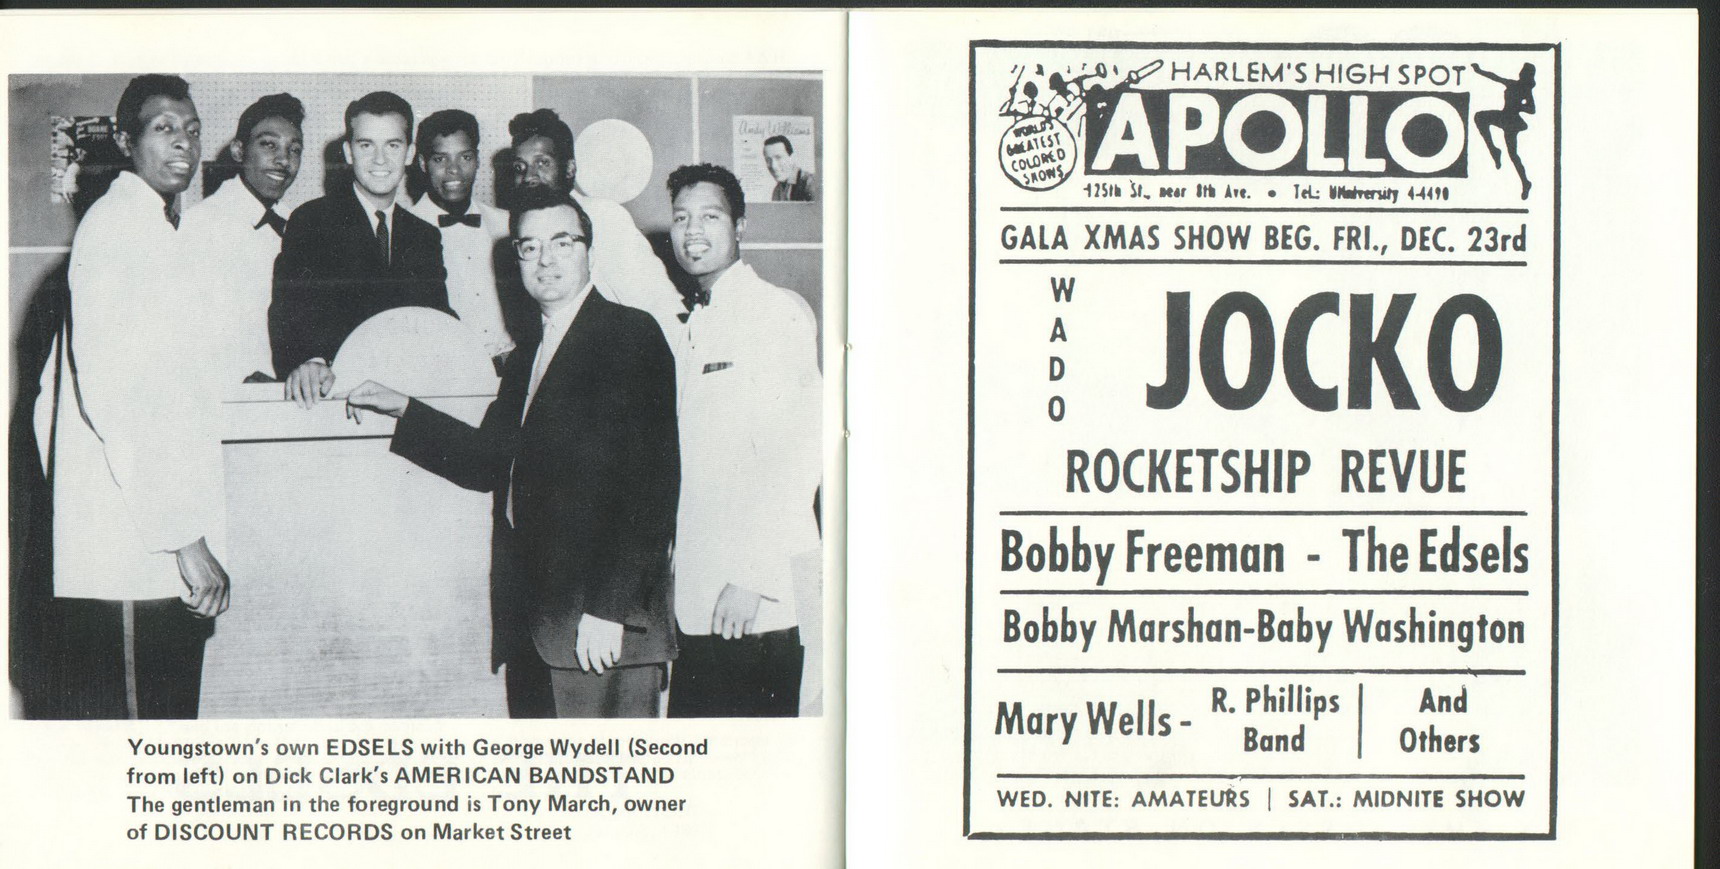 Andy Williams
Youngstown's own EDSELS with George Wydell (Second
from left) on Dick Clark's AMERICAN BANDSTAND
The gentleman in the foreground is Tony March, owner
of DISCOUNT RECORDS on Market Street
HARLEM'S HIGH SPOT
APOLLO
WORLD'S
GREATEST
COLORED
SHOWS
125th St., near 8th Ave. • Tel.: UNiversity 4-4490
GALA XMAS SHOW BEG. FRI., DEC. 23rd
W
A
D
O
JOCKO
ROCKETSHIP REVUE
Bobby Freeman - The Edsels
Bobby Marshan-Baby Washington
Mary Wells -
R. Phillips
Band
And
Others
WED. NITE: AMATEURS | SAT.: MIDNITE SHOW